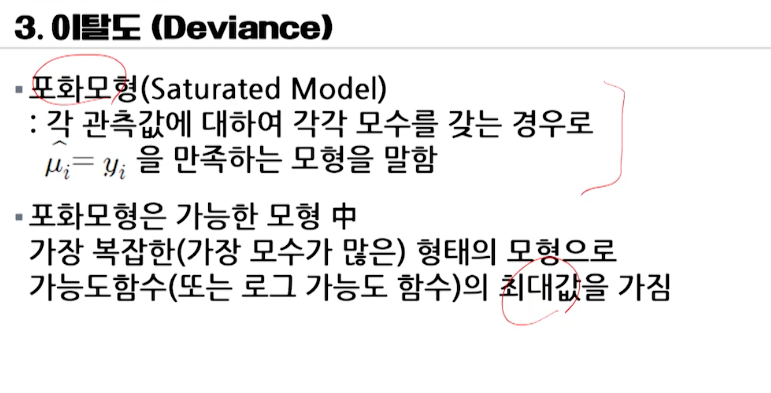 3. 이탈도 (Deviance)
▪ 포화모형(Saturated Model)
: 각 관측값에 대하여 각각 모수를 갖는 경우로
μ̂ᵢ= yᵢ 을 만족하는 모형을 말함
▪ 포화모형은 가능한 모형 中
가장 복잡한(가장 모수가 많은) 형태의 모형으로
가능도함수(또는 로그 가능도 함수)의 최대값을 가짐